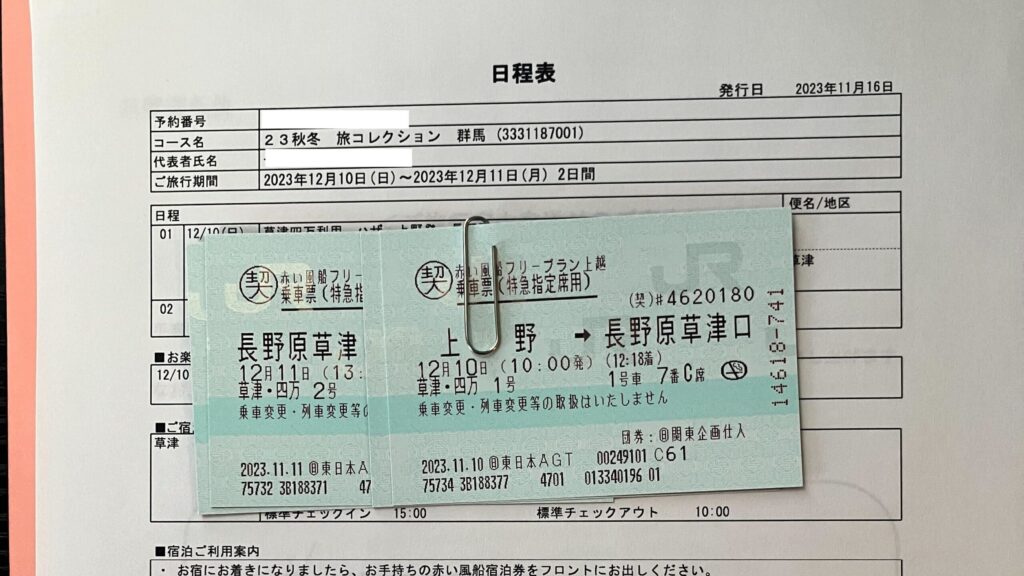 日程表
発行日 2023年11月16日
予約番号
コース名 23秋冬 旅コレクション 群馬 (3331187001)
代表者氏名
ご旅行期間 2023年12月10日(日)～2023年12月11日(月) 2日間
日程 便名/地区
01 12/10(日) 草津四万利用 上野発
草津
02
■お楽
12/10
■ご宿
草津
標準チェックイン 15:00 標準チェックアウト 10:00
■宿泊ご利用案内
・ お宿にお着きになりましたら、お手持ちの赤い風船宿泊券をフロントにお出しください。
契 赤い風船フリー
乗車票(特急指
長野原草津
12月11日 (13:
草津・四万 2号
乗車変更・列車変更等の
2023.11.11 @東日本A
75732 3B188371 47
契 赤い風船フリープラン上越
乗車票(特急指定席用)
JR
(契)#4620180
上 野 → 長野原草津口
12月10日 (10:00発) (12:18着)
草津・四万 1号 1号車 7番C席
乗車変更・列車変更等の取扱はいたしません
団券:@関東企画仕入
2023.11.10 @東日本AGT 00249101 C61
75734 3B188377 4701 013340196 01
14618-741